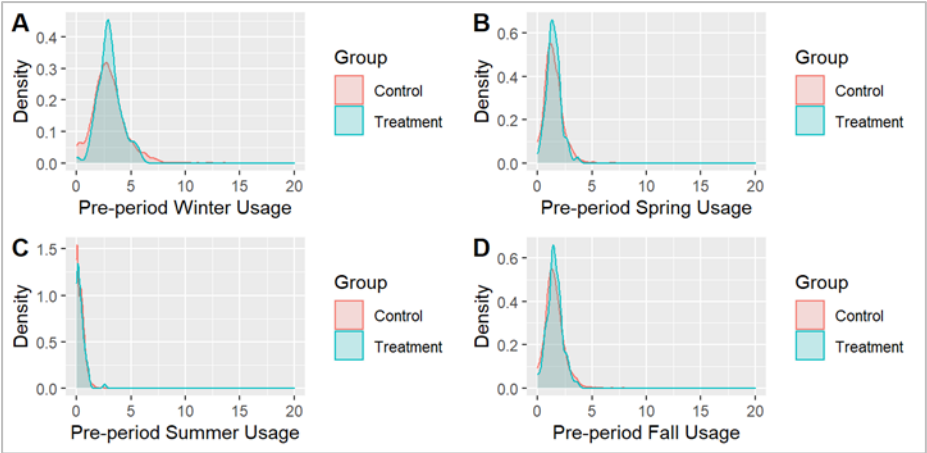 A
Density
0.4
0.3
0.2
0.1
0.0
0 5 10 15 20
Pre-period Winter Usage
Group
Control
Treatment
B
Density
0.6
0.4
0.2
0.0
0 5 10 15 20
Pre-period Spring Usage
Group
Control
Treatment
C
Density
1.5
1.0
0.5
0.0
0 5 10 15 20
Pre-period Summer Usage
Group
Control
Treatment
D
Density
0.6
0.4
0.2
0.0
0 5 10 15 20
Pre-period Fall Usage
Group
Control
Treatment